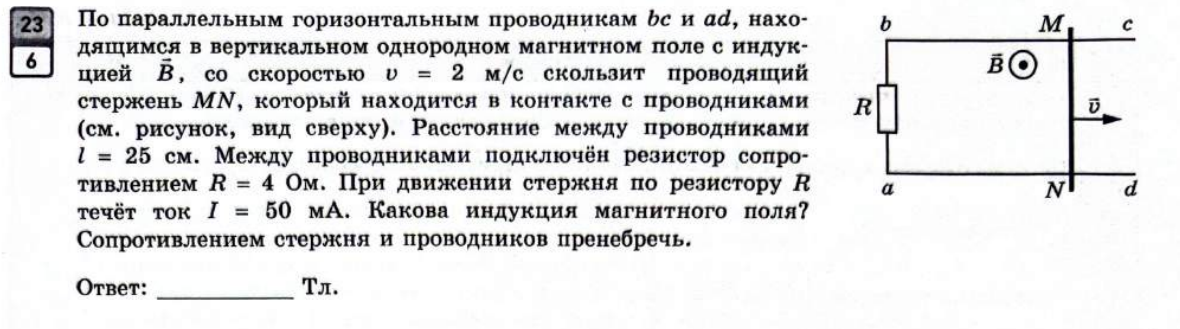 23
6
По параллельным горизонтальным проводникам bc и ad, нахо-
дящимся в вертикальном однородном магнитном поле с индук-
цией B⃗, со скоростью v = 2 м/с скользит проводящий
стержень MN, который находится в контакте с проводниками
(см. рисунок, вид сверху). Расстояние между проводниками
l = 25 см. Между проводниками подключён резистор сопро-
тивлением R = 4 Ом. При движении стержня по резистору R
течёт ток I = 50 мА. Какова индукция магнитного поля?
Сопротивлением стержня и проводников пренебречь.
Ответ: __________ Тл.
b M c
B⃗
R
v⃗
a N d